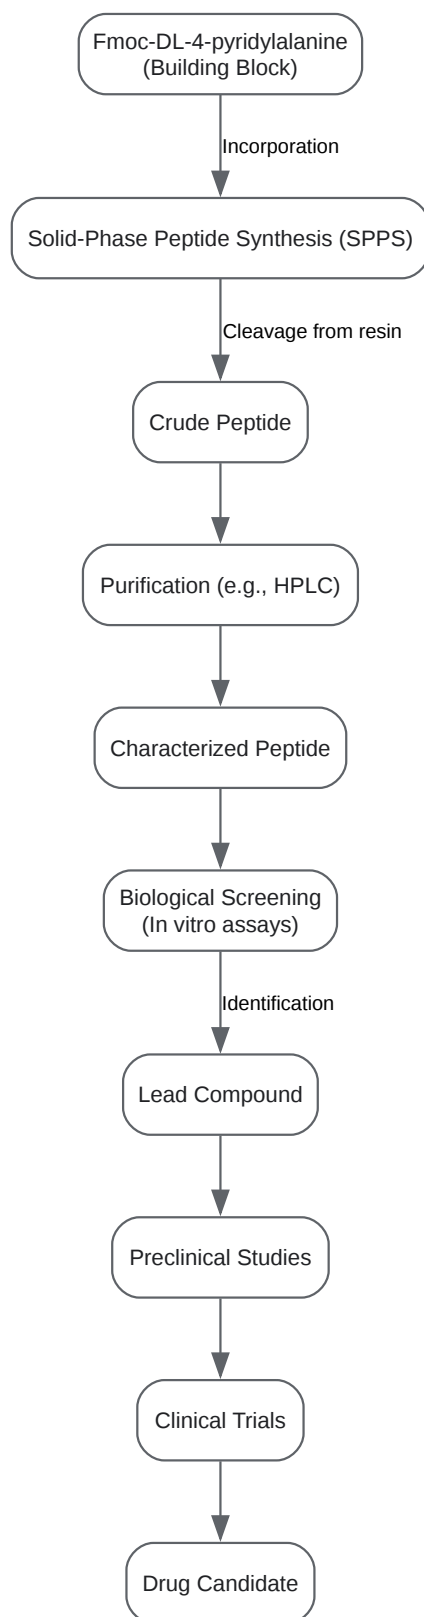 Fmoc-DL-4-pyridylalanine
(Building Block)
Incorporation
Solid-Phase Peptide Synthesis (SPPS)
Cleavage from resin
Crude Peptide
Purification (e.g., HPLC)
Characterized Peptide
Biological Screening
(In vitro assays)
Identification
Lead Compound
Preclinical Studies
Clinical Trials
Drug Candidate